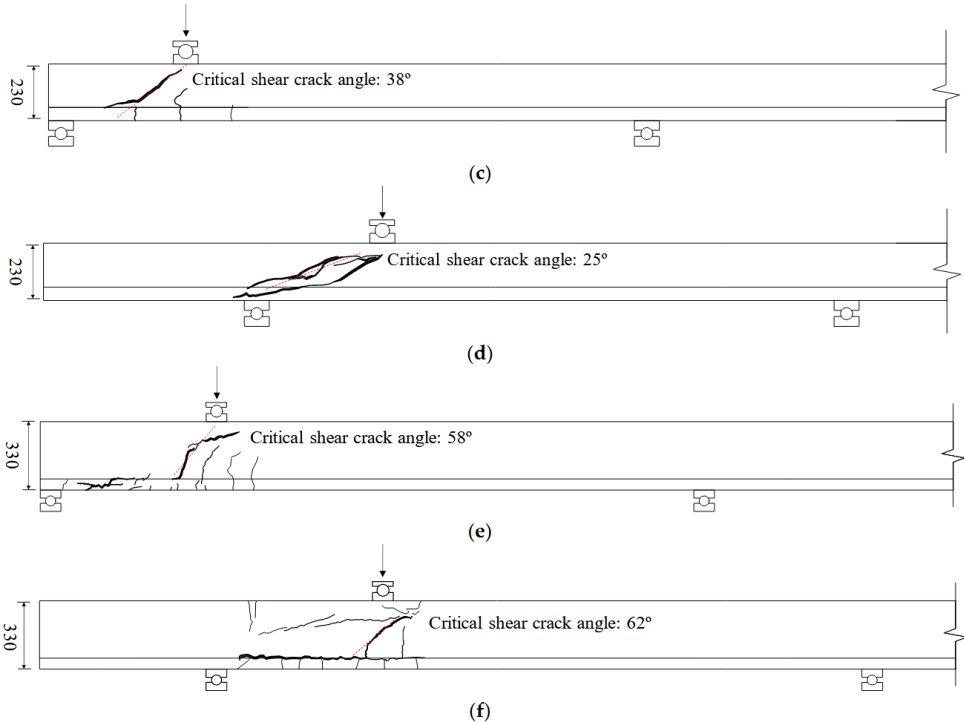 Critical shear crack angle: 38º
230
(c)
Critical shear crack angle: 25º
230
(d)
Critical shear crack angle: 58º
330
(e)
Critical shear crack angle: 62º
330
(f)